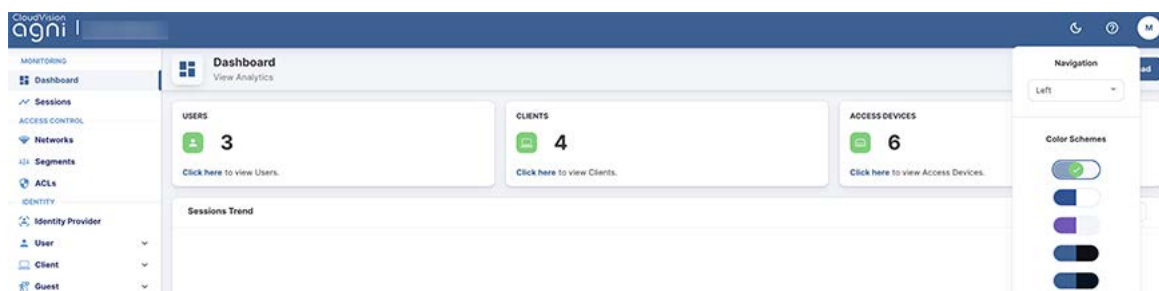 CloudVision
agni |
M
MONITORING
Dashboard
Sessions
ACCESS CONTROL
Networks
Segments
ACLs
IDENTITY
Identity Provider
User
Client
Guest
Dashboard
View Analytics
USERS
3
Click here to view Users.
CLIENTS
4
Click here to view Clients.
ACCESS DEVICES
6
Click here to view Access Devices.
Sessions Trend
Navigation
Left
Color Schemes